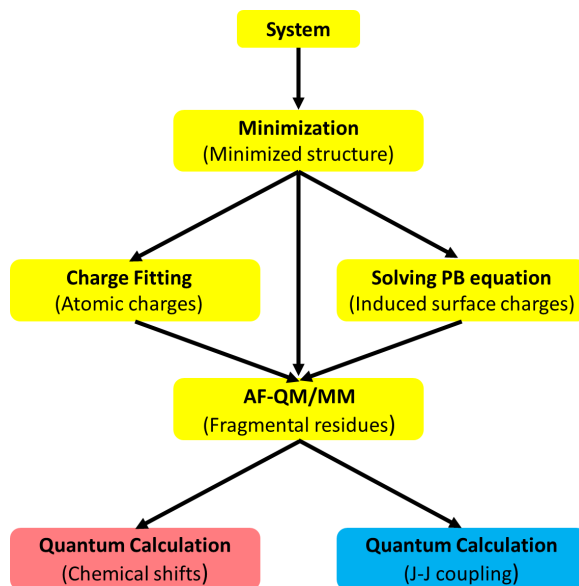 System
Minimization
(Minimized structure)
Charge Fitting
(Atomic charges)
Solving PB equation
(Induced surface charges)
AF-QM/MM
(Fragmental residues)
Quantum Calculation
(Chemical shifts)
Quantum Calculation
(J-J coupling)